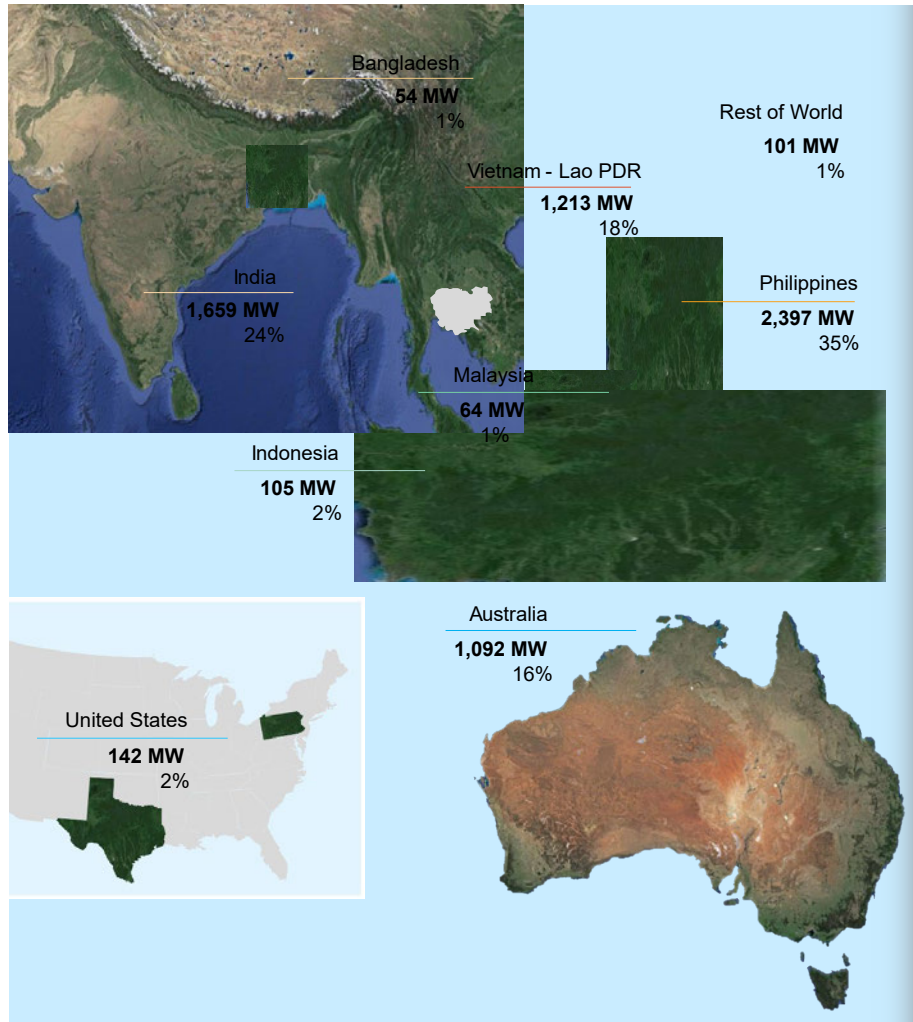 Bangladesh
54 MW
1%
Rest of World
101 MW
1%
Vietnam - Lao PDR
1,213 MW
18%
India
1,659 MW
24%
Philippines
2,397 MW
35%
Malaysia
64 MW
1%
Indonesia
105 MW
2%
Australia
1,092 MW
16%
United States
142 MW
2%